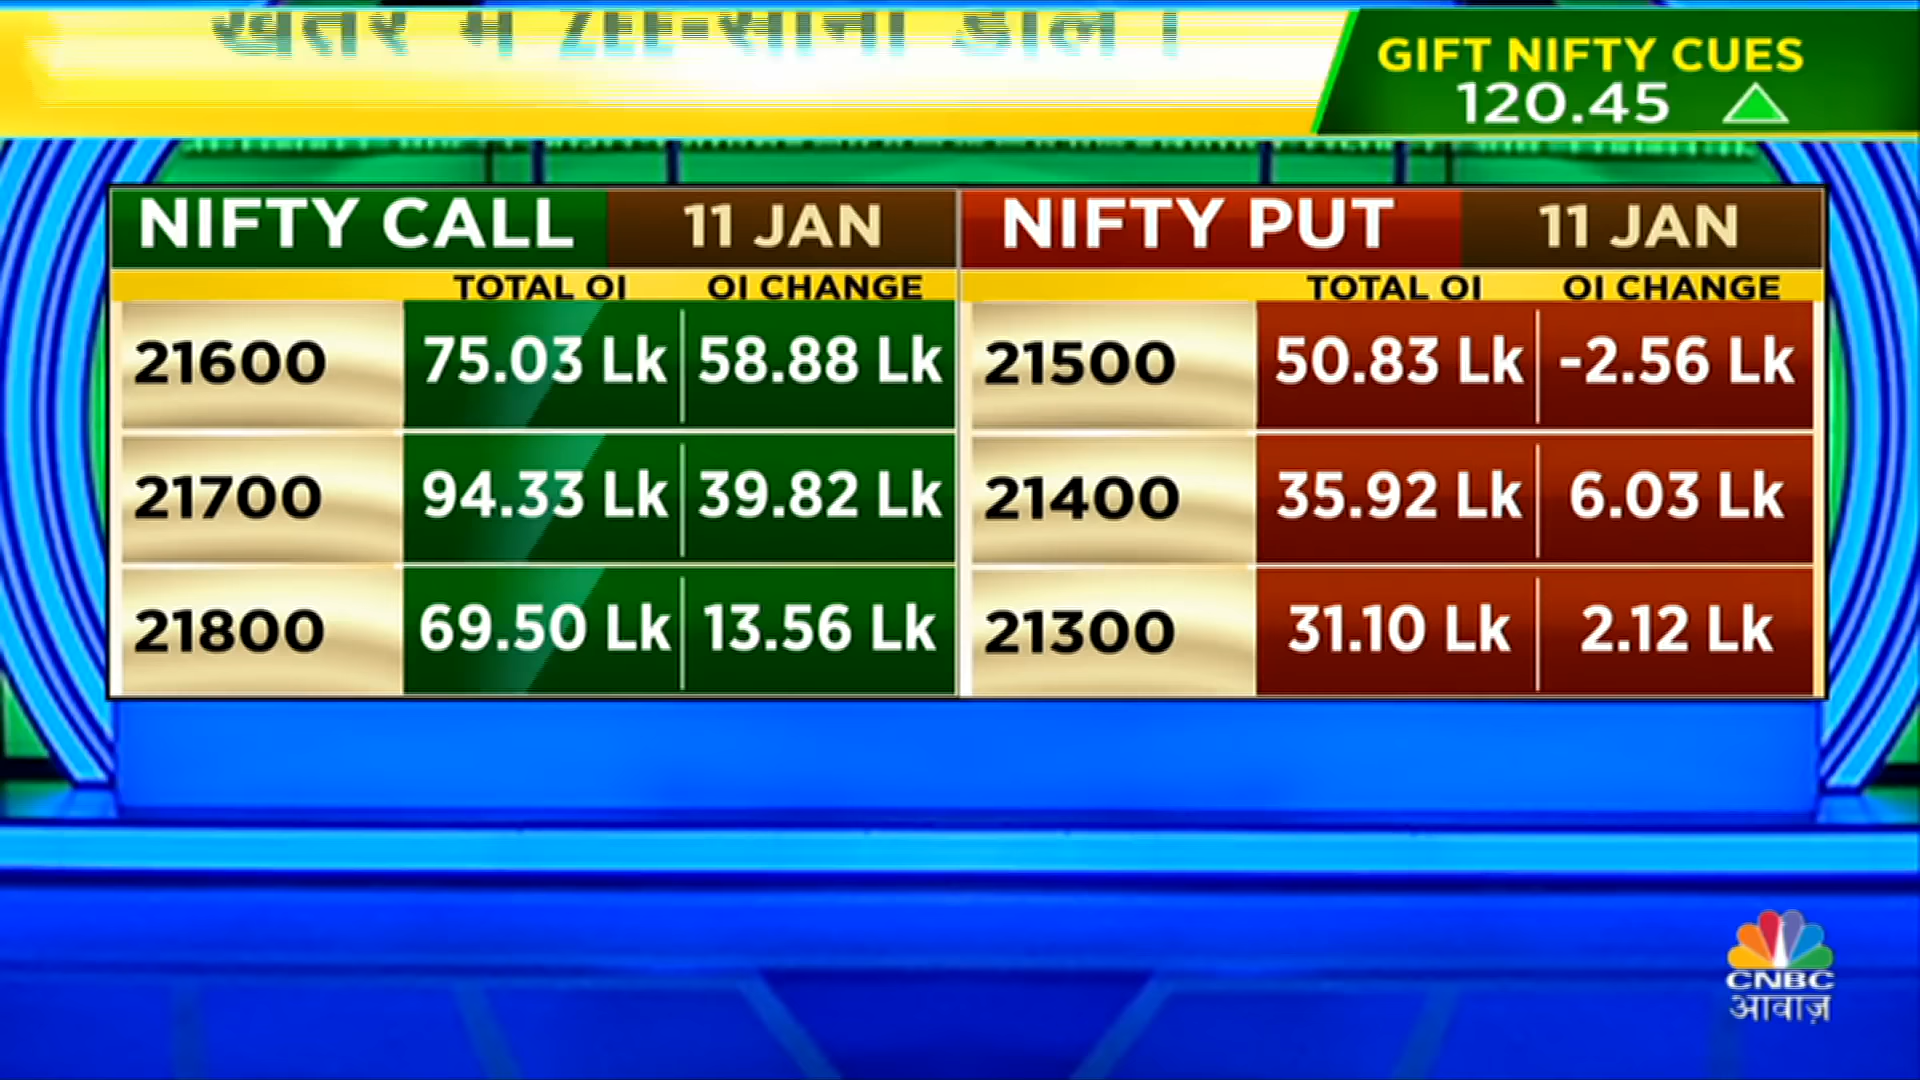 खतरे में ZEE-सोनी डील !
GIFT NIFTY CUES
120.45
NIFTY CALL 11 JAN NIFTY PUT 11 JAN
TOTAL OI OI CHANGE TOTAL OI OI CHANGE
21600 75.03 Lk 58.88 Lk 21500 50.83 Lk -2.56 Lk
21700 94.33 Lk 39.82 Lk 21400 35.92 Lk 6.03 Lk
21800 69.50 Lk 13.56 Lk 21300 31.10 Lk 2.12 Lk
CNBC
आवाज़